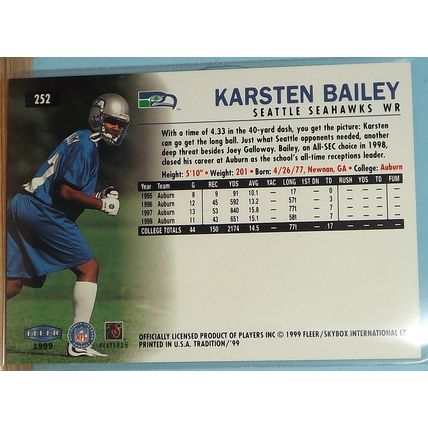 252
KARSTEN BAILEY
SEATTLE SEAHAWKS WR
With a time of 4.33 in the 40-yard dash, you get the picture: Karsten
can go get the long ball. Just what Seattle opponents needed, another
deep threat besides Joey Galloway. Bailey, an All-SEC choice in 1998,
closed his career at Auburn as the school's all-time receptions leader.
Height: 5'10" • Weight: 201 • Born: 4/26/77, Newnan, GA • College: Auburn
Year Team G REC YDS AVG YAC LONG 1ST DN TD RUSH YDS TD FUM
1995 Auburn 8 9 91 10.1 — 17 — 0 — — — —
1996 Auburn 12 45 592 13.2 — 57t — 3 — — — —
1997 Auburn 13 53 840 15.8 — 77t — 7 — — — —
1998 Auburn 11 43 651 15.1 — 58t — 7 — — — —
COLLEGE TOTALS 44 150 2174 14.5 — 77t — 17 — — — —
FLEER
1999
NFL
PLAYERS
OFFICIALLY LICENSED PRODUCT OF PLAYERS INC © 1999 FLEER/SKYBOX INTERNATIONAL LP
PRINTED IN U.S.A. TRADITION/'99